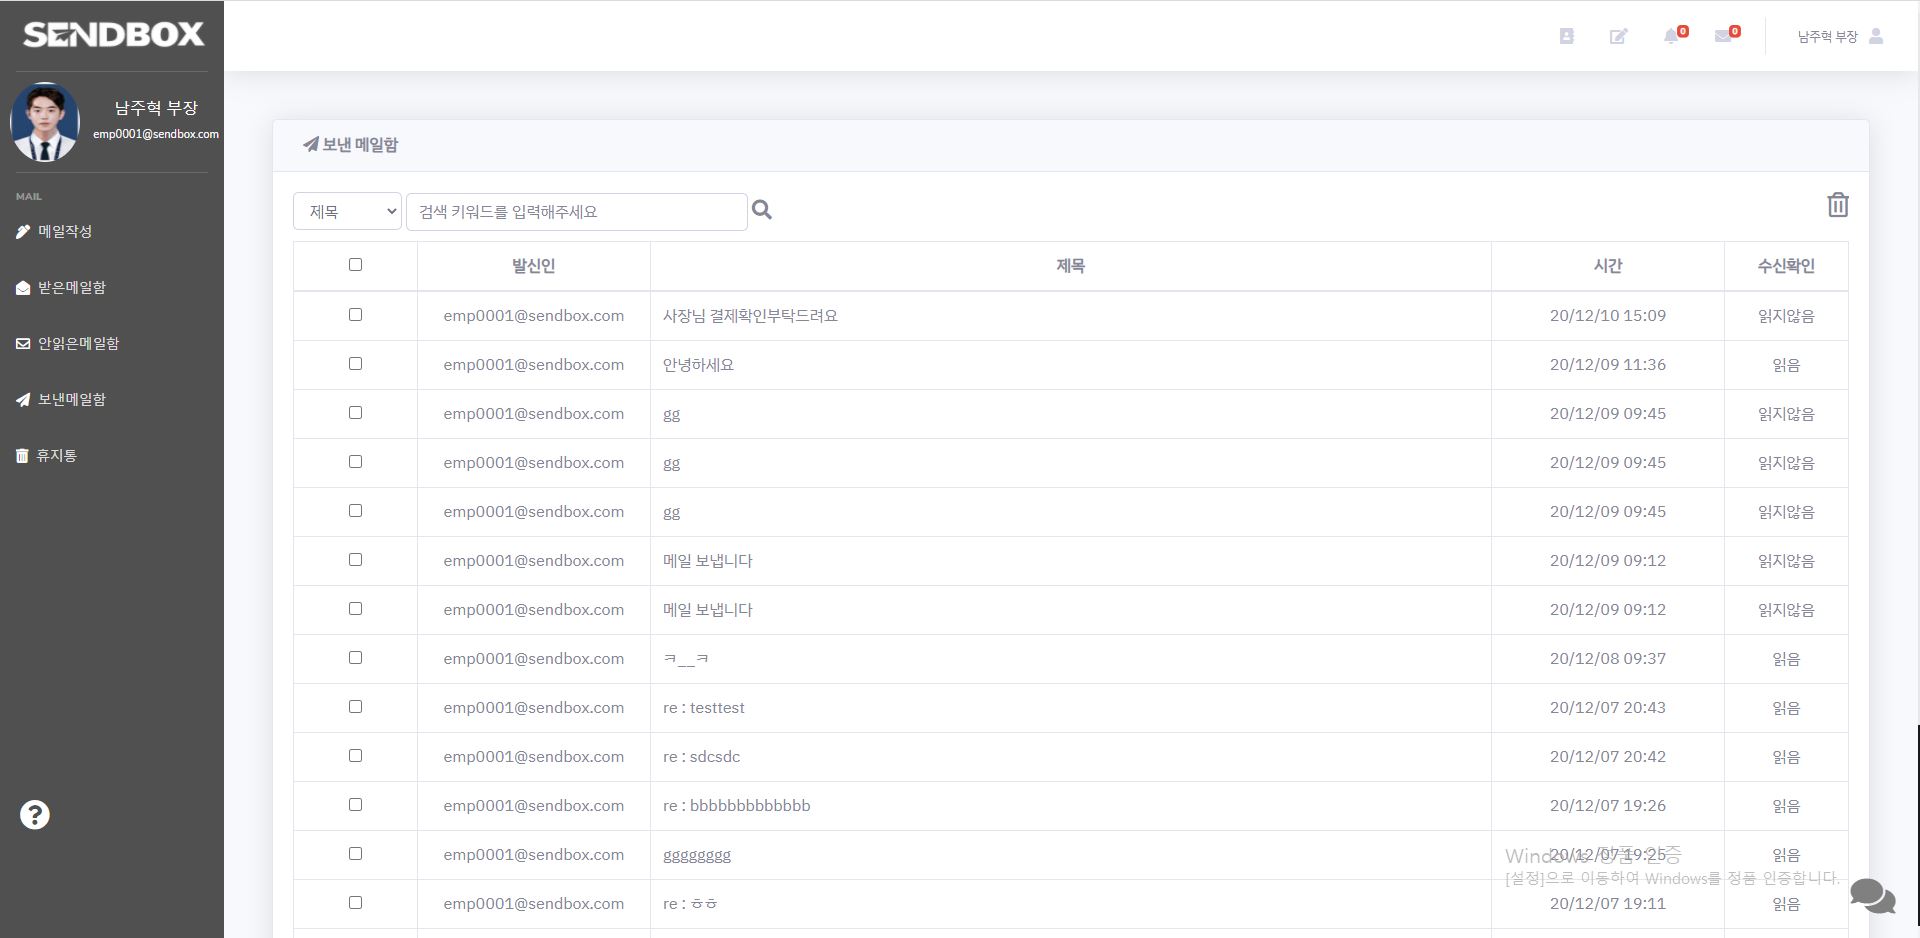 SENDBOX
0
0
남주혁 부장
남주혁 부장
emp0001@sendbox.com
MAIL
메일작성
받은메일함
안읽은메일함
보낸메일함
휴지통
보낸 메일함
제목
검색 키워드를 입력해주세요
발신인 제목 시간 수신확인
emp0001@sendbox.com 사장님 결제확인부탁드려요 20/12/10 15:09 읽지않음
emp0001@sendbox.com 안녕하세요 20/12/09 11:36 읽음
emp0001@sendbox.com gg 20/12/09 09:45 읽지않음
emp0001@sendbox.com gg 20/12/09 09:45 읽지않음
emp0001@sendbox.com gg 20/12/09 09:45 읽지않음
emp0001@sendbox.com 메일 보냅니다 20/12/09 09:12 읽지않음
emp0001@sendbox.com 메일 보냅니다 20/12/09 09:12 읽지않음
emp0001@sendbox.com ㅋ__ㅋ 20/12/08 09:37 읽음
emp0001@sendbox.com re : testtest 20/12/07 20:43 읽음
emp0001@sendbox.com re : sdcsdc 20/12/07 20:42 읽음
emp0001@sendbox.com re : bbbbbbbbbbbbb 20/12/07 19:26 읽음
emp0001@sendbox.com gggggggg 20/12/07 19:25 읽음
Windows 정품 인증
[설정]으로 이동하여 Windows를 정품 인증합니다.
emp0001@sendbox.com re : ㅎㅎ 20/12/07 19:11 읽음